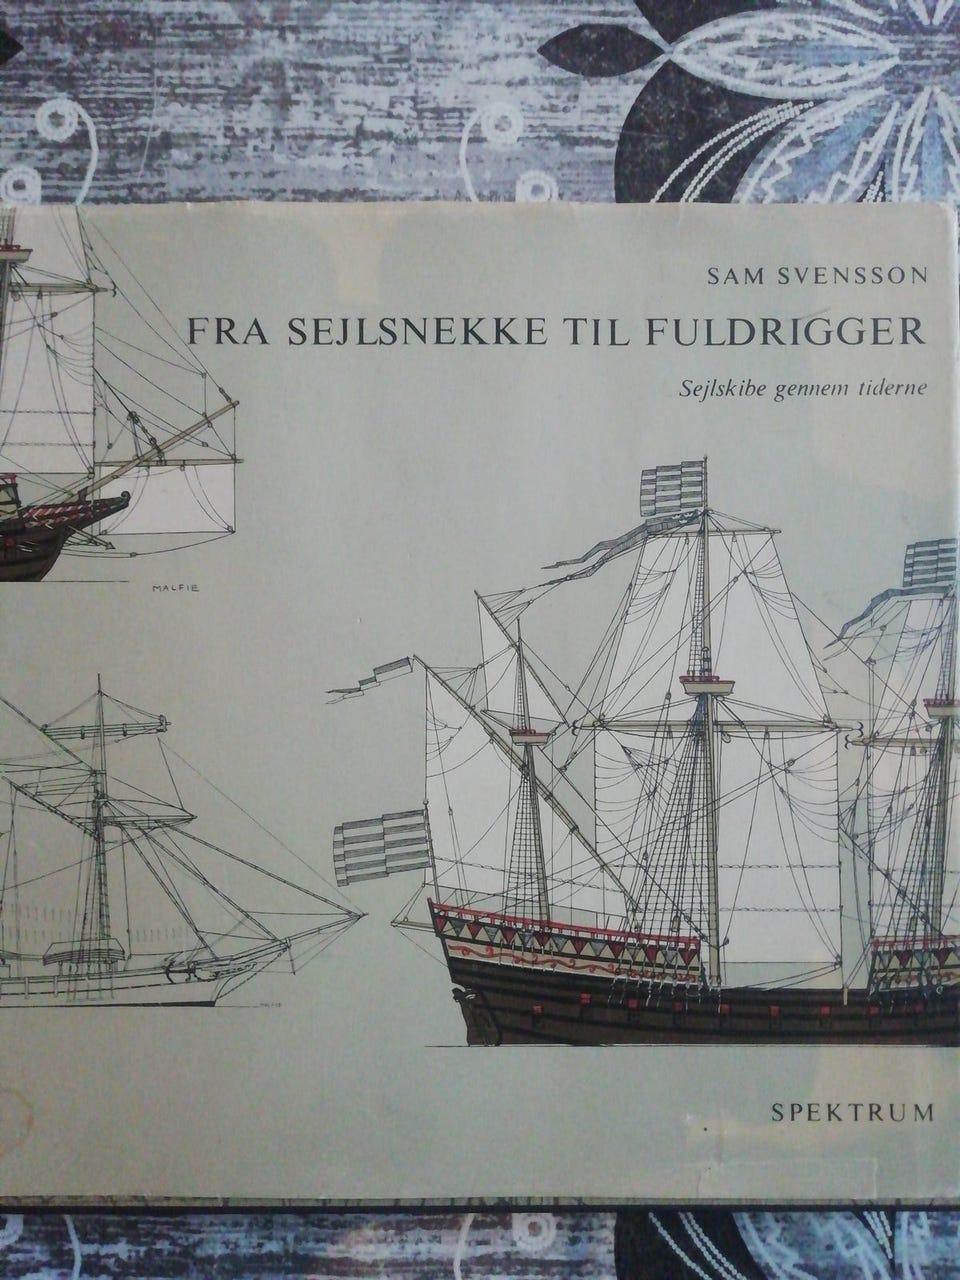 SAM SVENSSON
FRA SEJLSNEKKE TIL FULDRIGGER
Sejlskibe gennem tiderne
MALFIE
SPEKTRUM